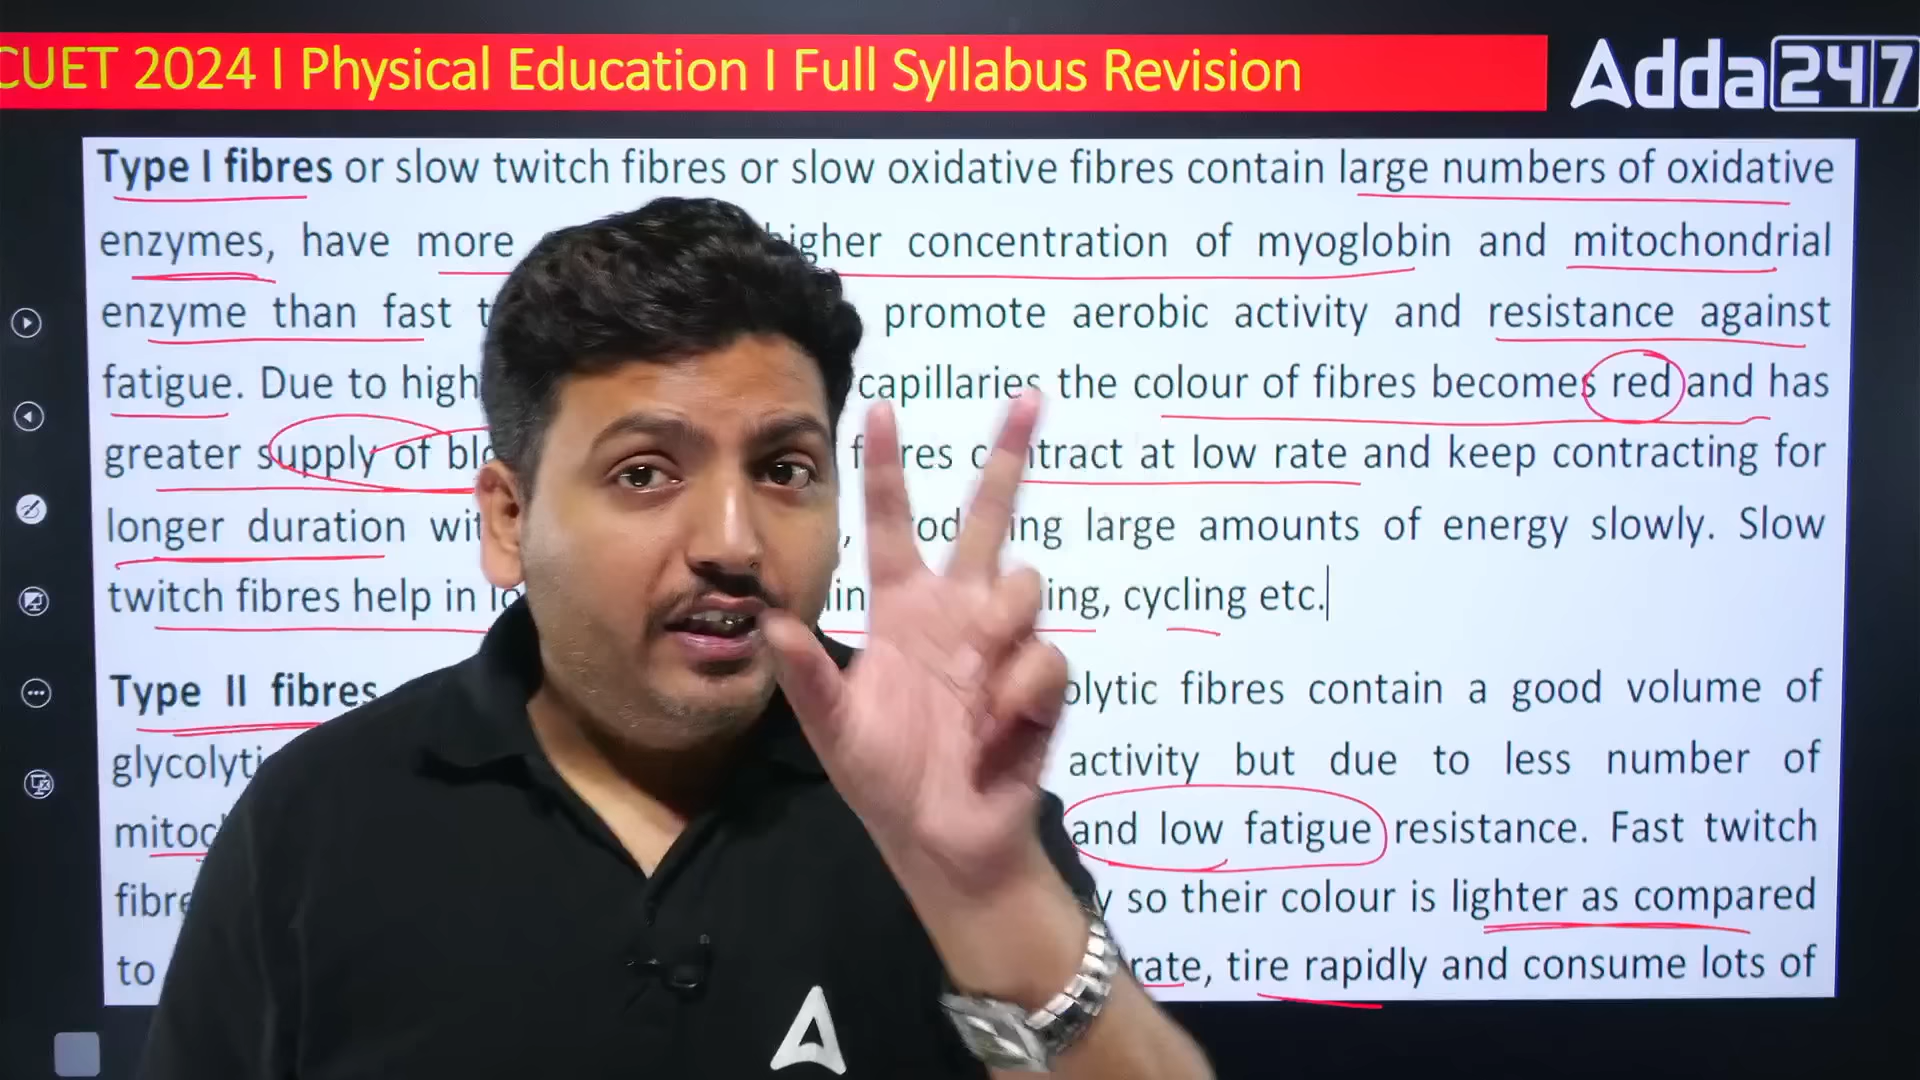 CUET 2024 I Physical Education I Full Syllabus Revision
Adda247
Type I fibres or slow twitch fibres or slow oxidative fibres contain large numbers of oxidative
enzymes, have more higher concentration of myoglobin and mitochondrial
enzyme than fast promote aerobic activity and resistance against
fatigue. Due to high capillaries the colour of fibres becomes red and has
greater supply of contract at low rate and keep contracting for
longer duration large amounts of energy slowly. Slow
twitch fibres help in cycling etc.
Type II fibres fibres contain a good volume of
activity but due to less number of
and low fatigue resistance. Fast twitch
so their colour is lighter as compared
to rate, tire rapidly and consume lots of